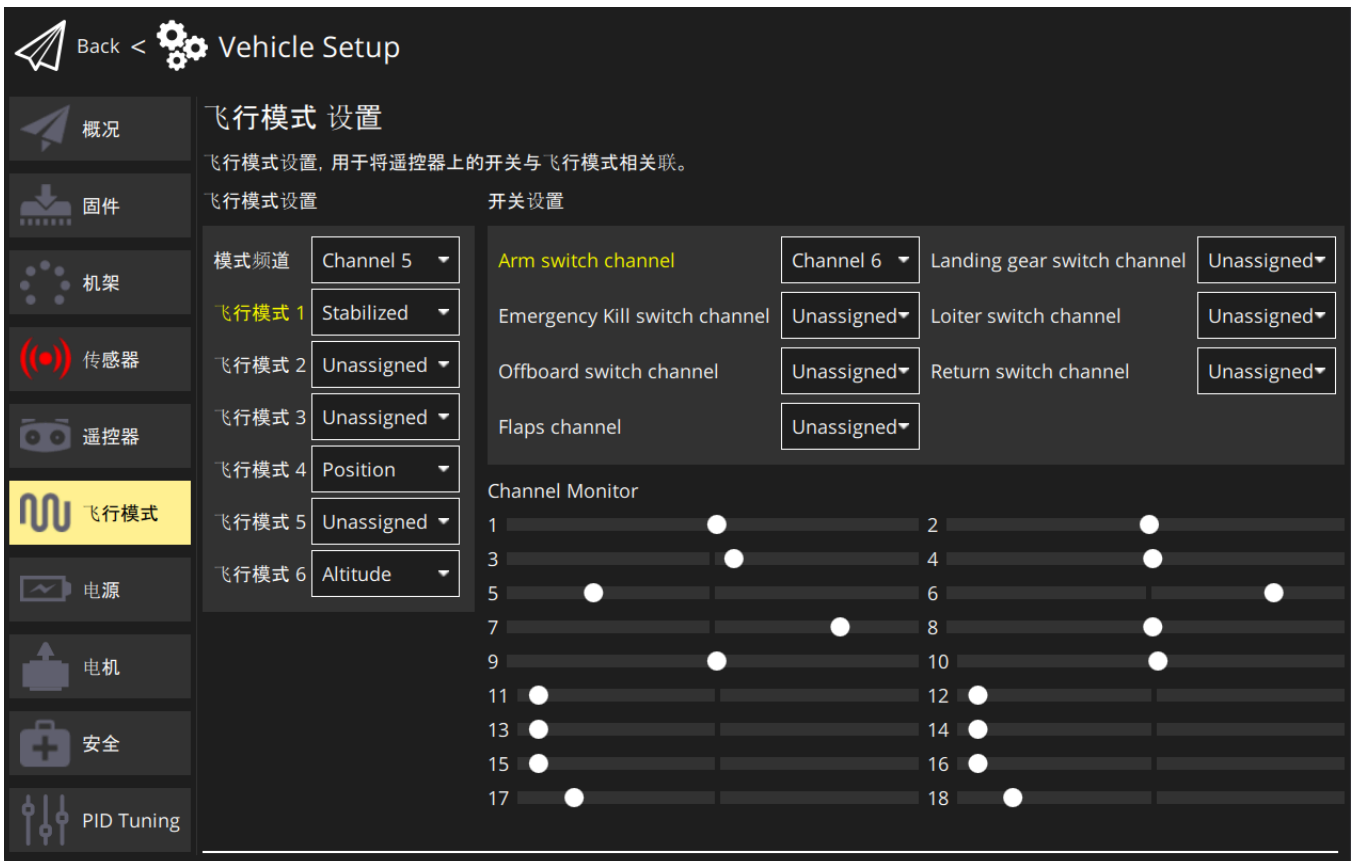 Back < Vehicle Setup
概况
固件
机架
传感器
遥控器
飞行模式
电源
电机
安全
PID Tuning
飞行模式 设置
飞行模式设置, 用于将遥控器上的开关与飞行模式相关联。
飞行模式设置
模式频道 Channel 5
飞行模式 1 Stabilized
飞行模式 2 Unassigned
飞行模式 3 Unassigned
飞行模式 4 Position
飞行模式 5 Unassigned
飞行模式 6 Altitude
开关设置
Arm switch channel Channel 6 Landing gear switch channel Unassigned
Emergency Kill switch channel Unassigned Loiter switch channel Unassigned
Offboard switch channel Unassigned Return switch channel Unassigned
Flaps channel Unassigned
Channel Monitor
1 2
3 4
5 6
7 8
9 10
11 12
13 14
15 16
17 18